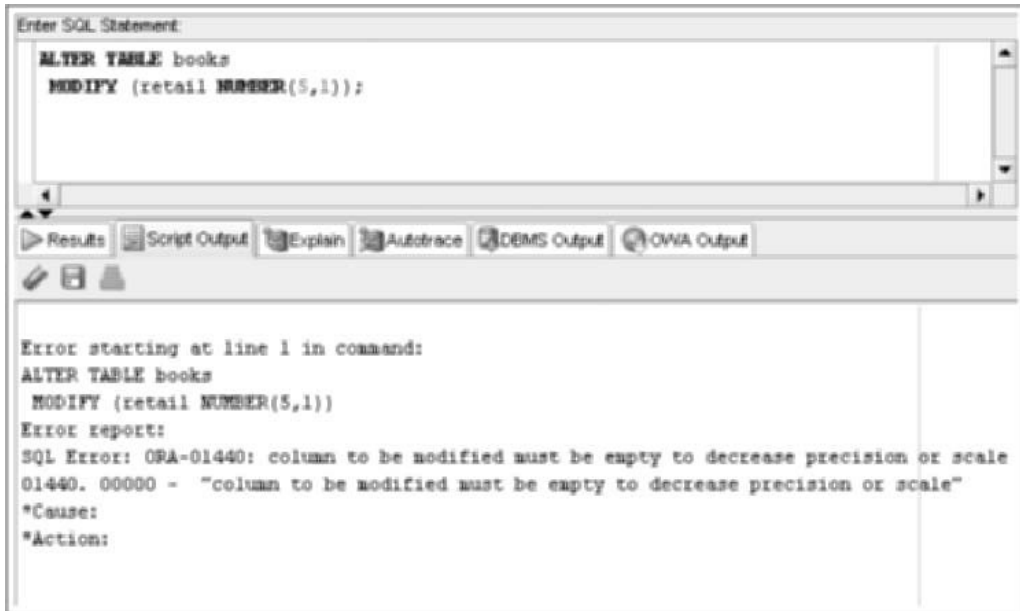 Enter SQL Statement:
ALTER TABLE books
MODIFY (retail NUMBER(5,1));
Results Script Output Explain Autotrace DBMS Output OWA Output
Error starting at line 1 in command:
ALTER TABLE books
MODIFY (retail NUMBER(5,1))
Error report:
SQL Error: ORA-01440: column to be modified must be empty to decrease precision or scale
01440. 00000 - "column to be modified must be empty to decrease precision or scale"
*Cause:
*Action: